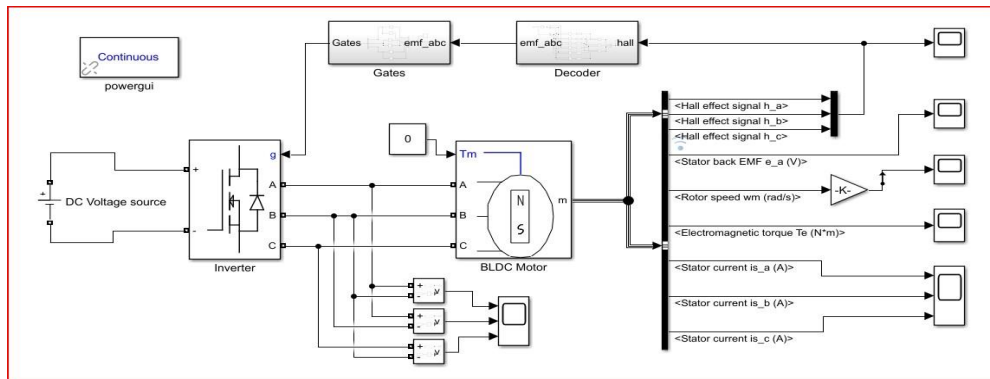 Continuous
powergui
Gates
emf_abc
Gates
emf_abc
hall
Decoder
DC Voltage source
+
-
+
-
g
A
B
C
Inverter
0
Tm
A
B
C
N
S
m
BLDC Motor
<Hall effect signal h_a>
<Hall effect signal h_b>
<Hall effect signal h_c>
<Stator back EMF e_a (V)>
-K-
<Rotor speed wm (rad/s)>
<Electromagnetic torque Te (N*m)>
<Stator current is_a (A)>
<Stator current is_b (A)>
<Stator current is_c (A)>
+
-
v
+
-
v
+
-
v